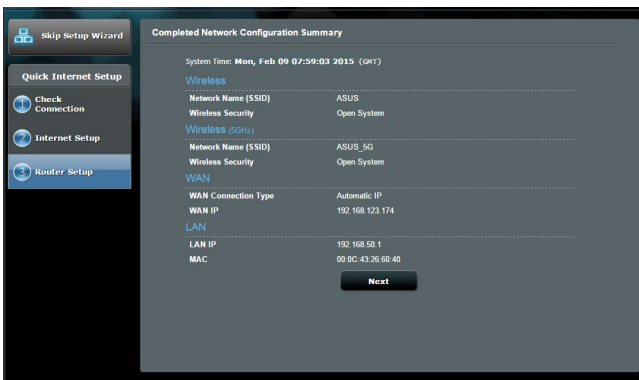 Skip Setup Wizard
Quick Internet Setup
1 Check Connection
2 Internet Setup
3 Router Setup
Completed Network Configuration Summary
System Time: Mon, Feb 09 07:59:03 2015 (GMT)
Wireless
Network Name (SSID) ASUS
Wireless Security Open System
Wireless (5GHz)
Network Name (SSID) ASUS_5G
Wireless Security Open System
WAN
WAN Connection Type Automatic IP
WAN IP 192.168.123.174
LAN
LAN IP 192.168.50.1
MAC 00:0C:43:26:60:40
Next